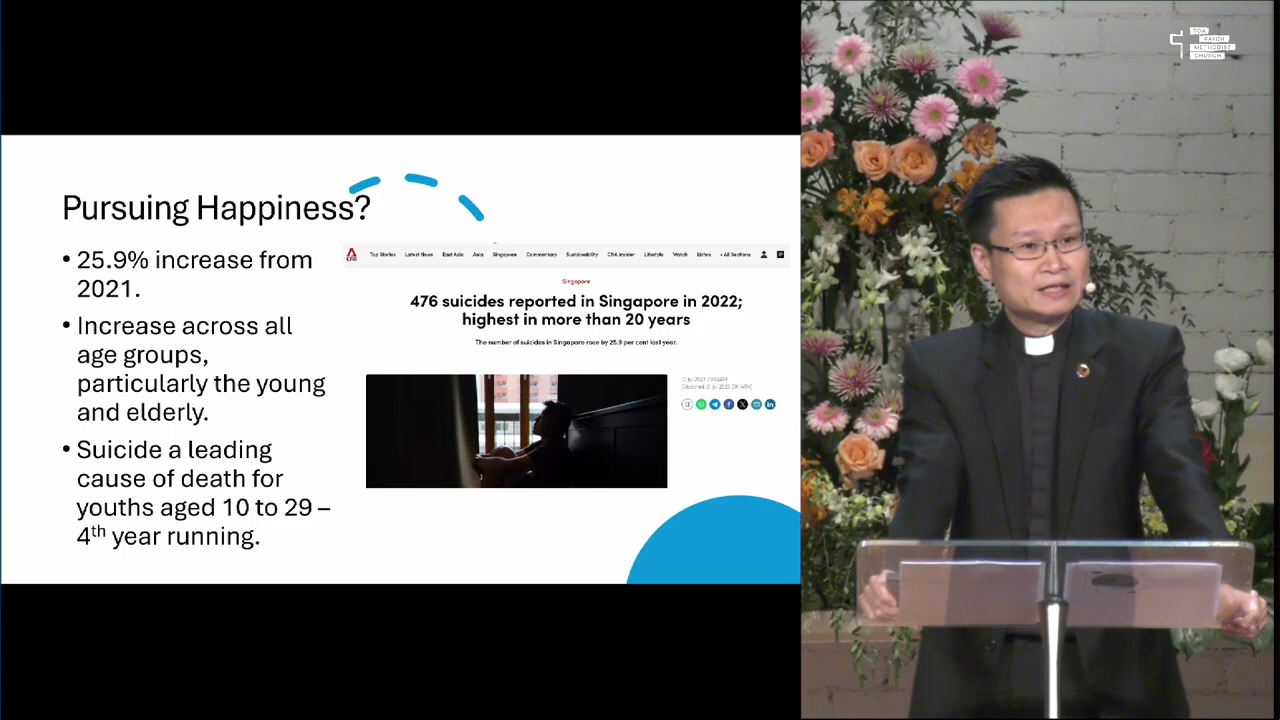 TOA
PAYOH
METHODIST
CHURCH
Pursuing Happiness?
• 25.9% increase from
2021.
• Increase across all
age groups,
particularly the young
and elderly.
• Suicide a leading
cause of death for
youths aged 10 to 29 –
4th year running.
Top Stories Latest News East Asia Asia Singapore Commentary Sustainability CNA Insider Lifestyle Watch Listen + All Sections
Singapore
476 suicides reported in Singapore in 2022;
highest in more than 20 years
The number of suicides in Singapore rose by 25.9 per cent last year.